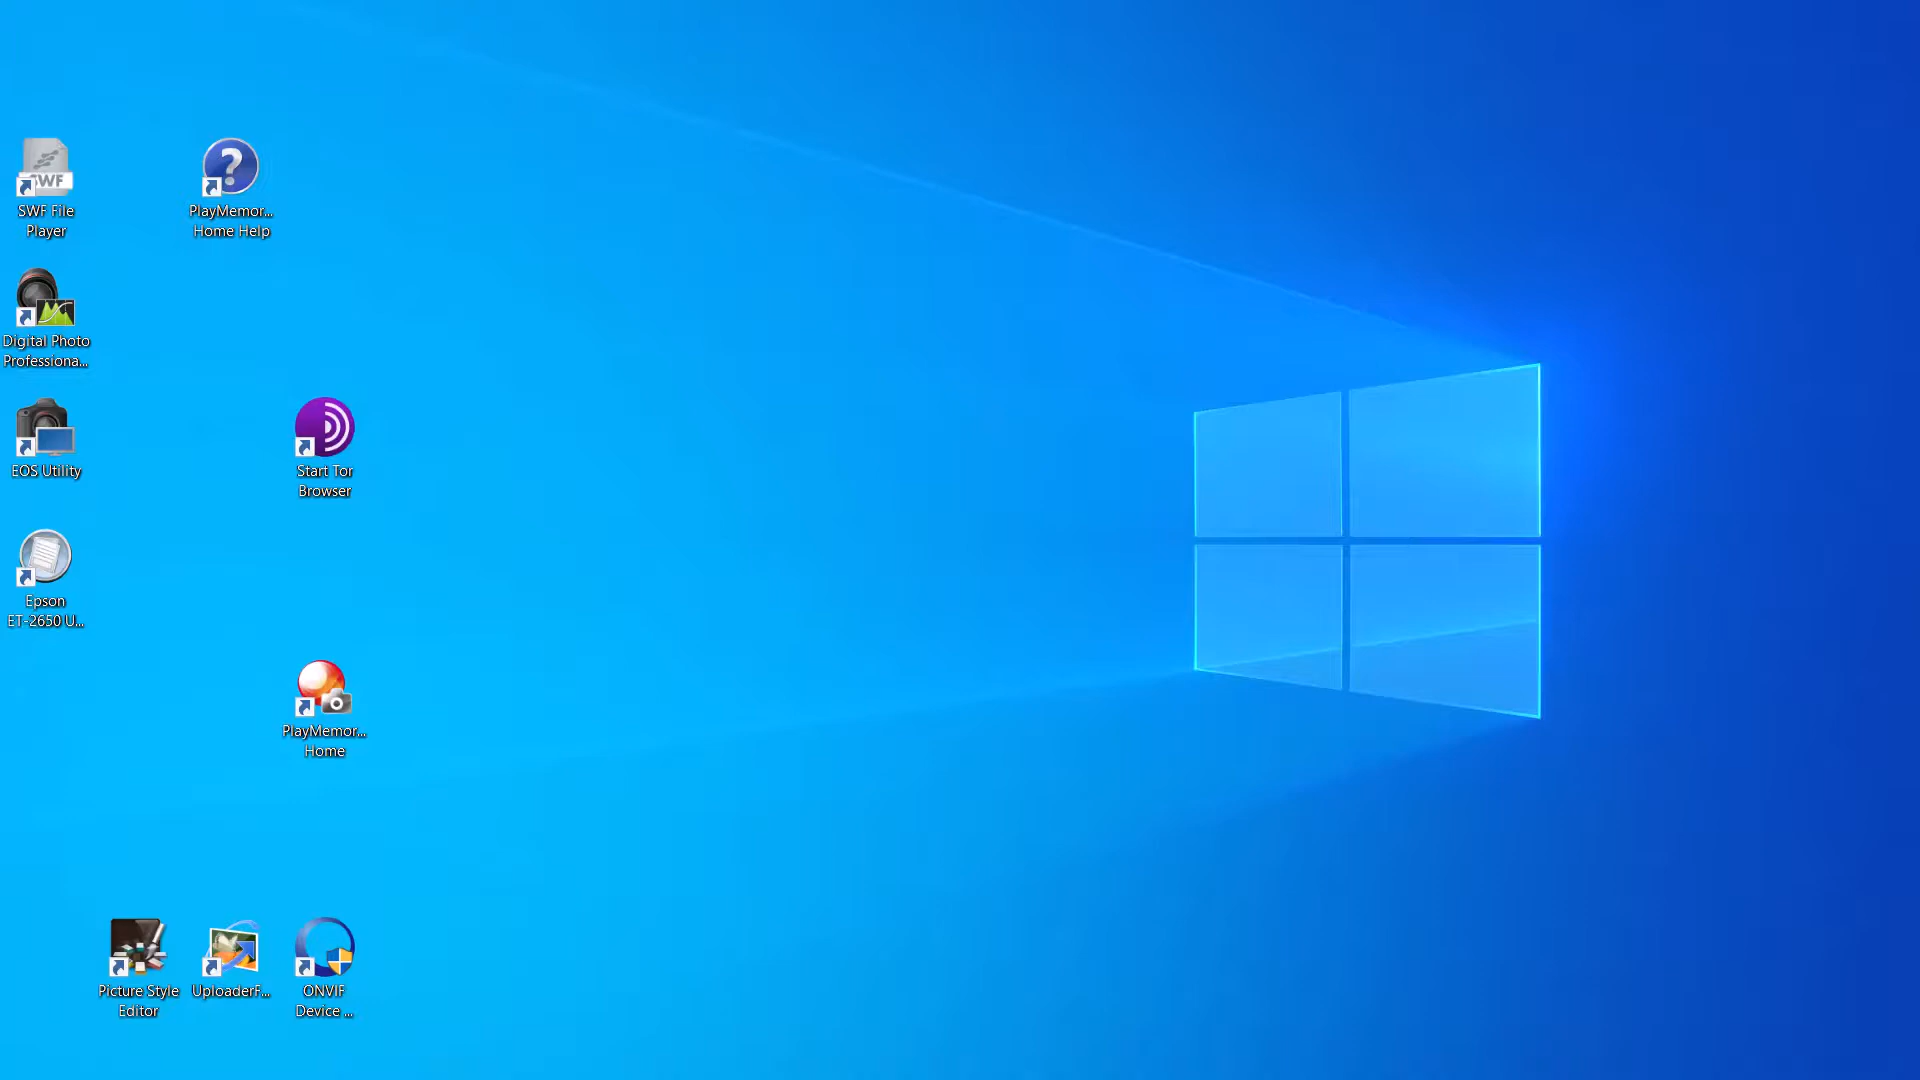 SWF
SWF File
Player
?
PlayMemor...
Home Help
Digital Photo
Professiona...
EOS Utility
Start Tor
Browser
Epson
ET-2650 U...
PlayMemor...
Home
Picture Style
Editor
UploaderF...
ONVIF
Device ...